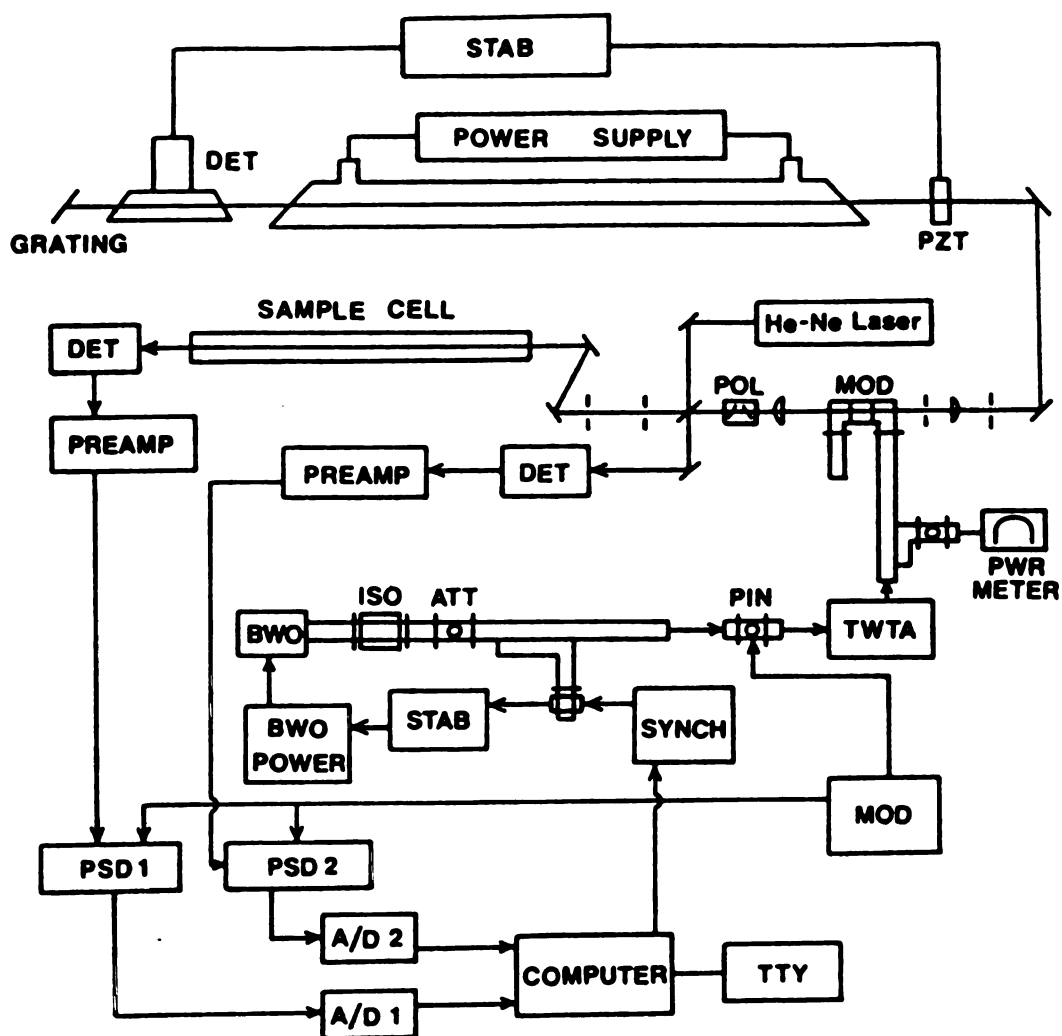 STAB
POWER SUPPLY
DET
GRATING
PZT
SAMPLE CELL
He-Ne Laser
DET
POL
MOD
PREAMP
PREAMP
DET
PWR
METER
ISO
ATT
PIN
BWO
TWTA
BWO
POWER
STAB
SYNCH
MOD
PSD 1
PSD 2
A/D 2
COMPUTER
TTY
A/D 1